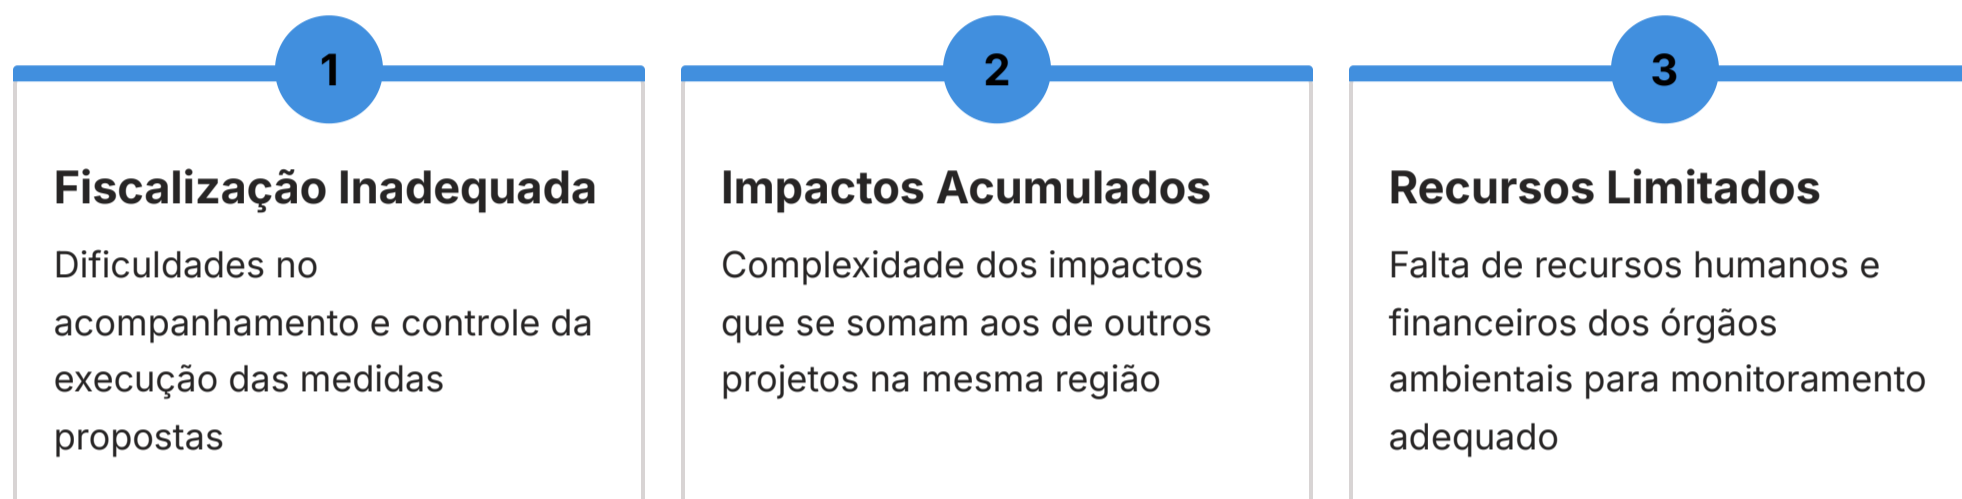 1
Fiscalização Inadequada
Dificuldades no
acompanhamento e controle da
execução das medidas
propostas
2
Impactos Acumulados
Complexidade dos impactos
que se somam aos de outros
projetos na mesma região
3
Recursos Limitados
Falta de recursos humanos e
financeiros dos órgãos
ambientais para monitoramento
adequado